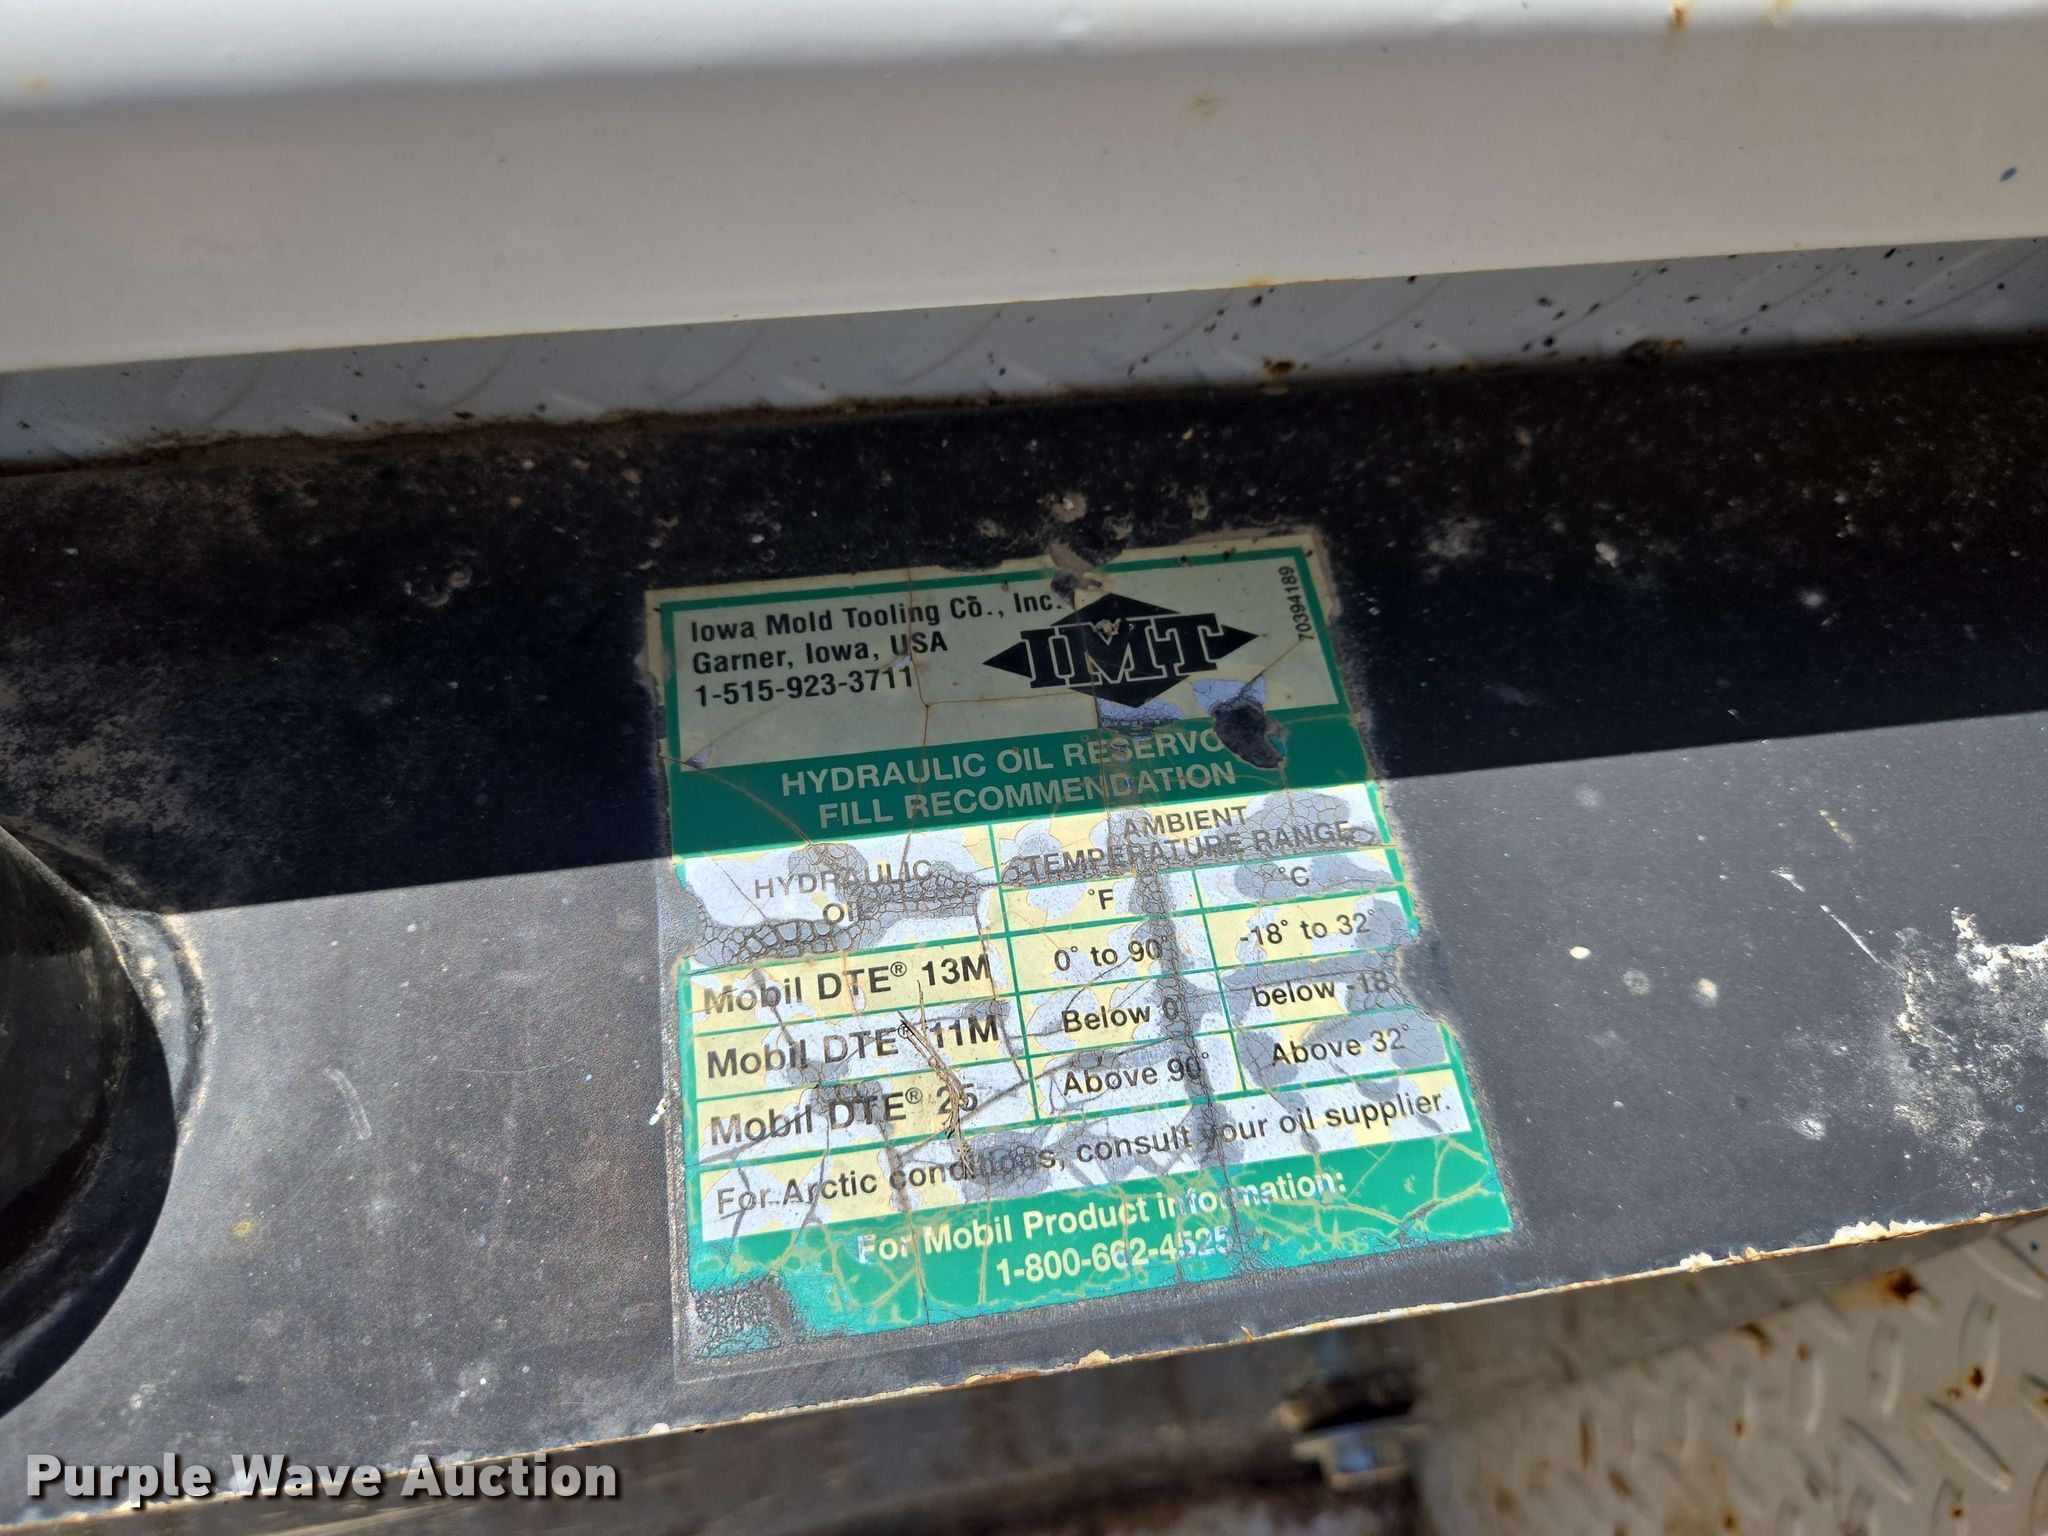 Iowa Mold Tooling Co., Inc.
Garner, Iowa, USA
1-515-923-3711
IMT
70394189
HYDRAULIC OIL RESERVO
FILL RECOMMENDATION
HYDRAULIC
OIL
AMBIENT
TEMPERATURE RANGE
°F
°C
Mobil DTE® 13M
0° to 90°
-18° to 32°
Mobil DTE® 11M
Below 0°
below -18
Mobil DTE® 25
Above 90°
Above 32°
For Arctic conditions, consult your oil supplier.
For Mobil Product information:
1-800-662-4525
Purple Wave Auction